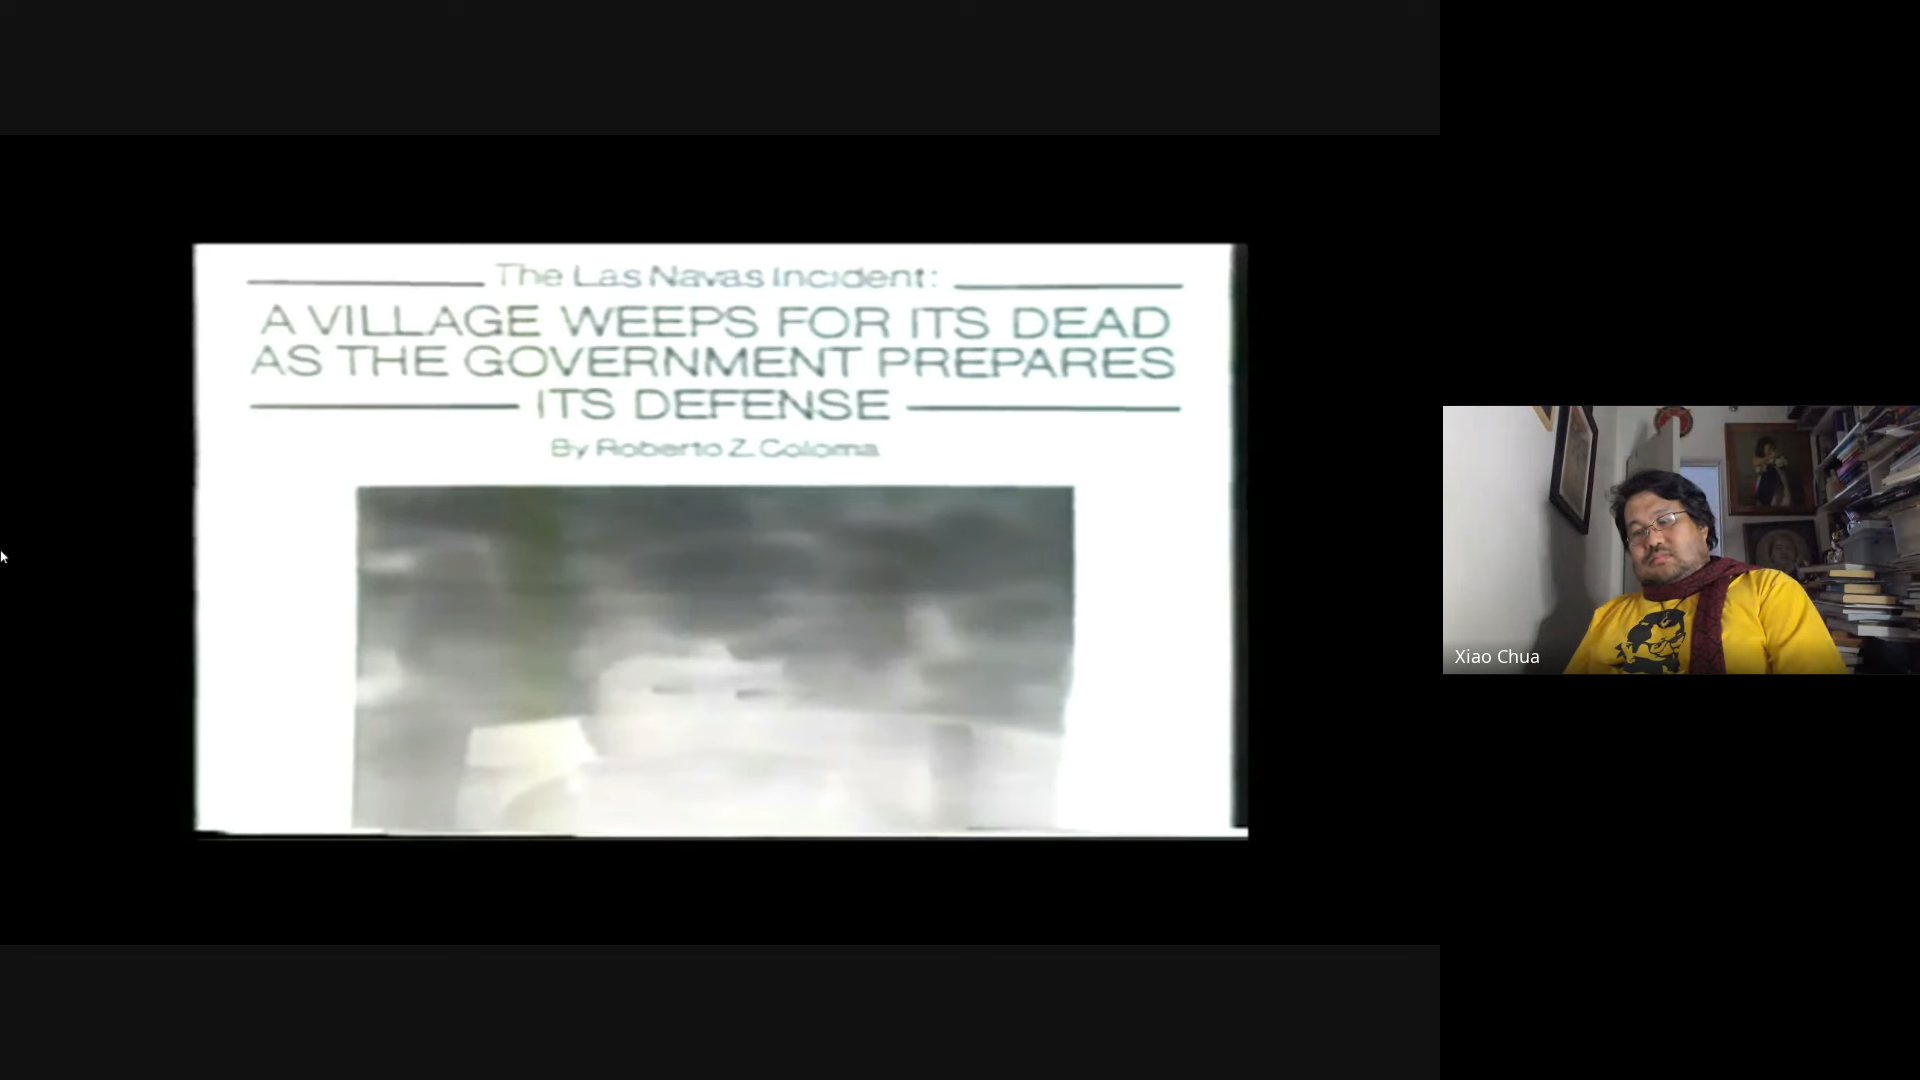 The Las Navas Incident:
A VILLAGE WEEPS FOR ITS DEAD
AS THE GOVERNMENT PREPARES
ITS DEFENSE
By Roberto Z. Coloma
Xiao Chua